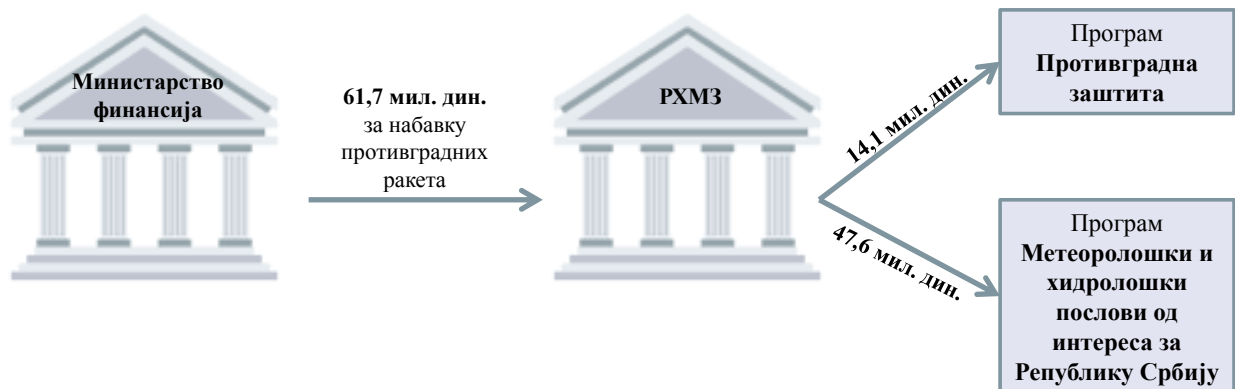 Министарство
финансија
61,7 мил. дин.
за набавку
противградних
ракета
РХМЗ
14,1 мил. дин.
47,6 мил. дин.
Програм
Противградна
заштита
Програм
Метеоролошки и
хидролошки
послови од
интереса за
Републику Србију